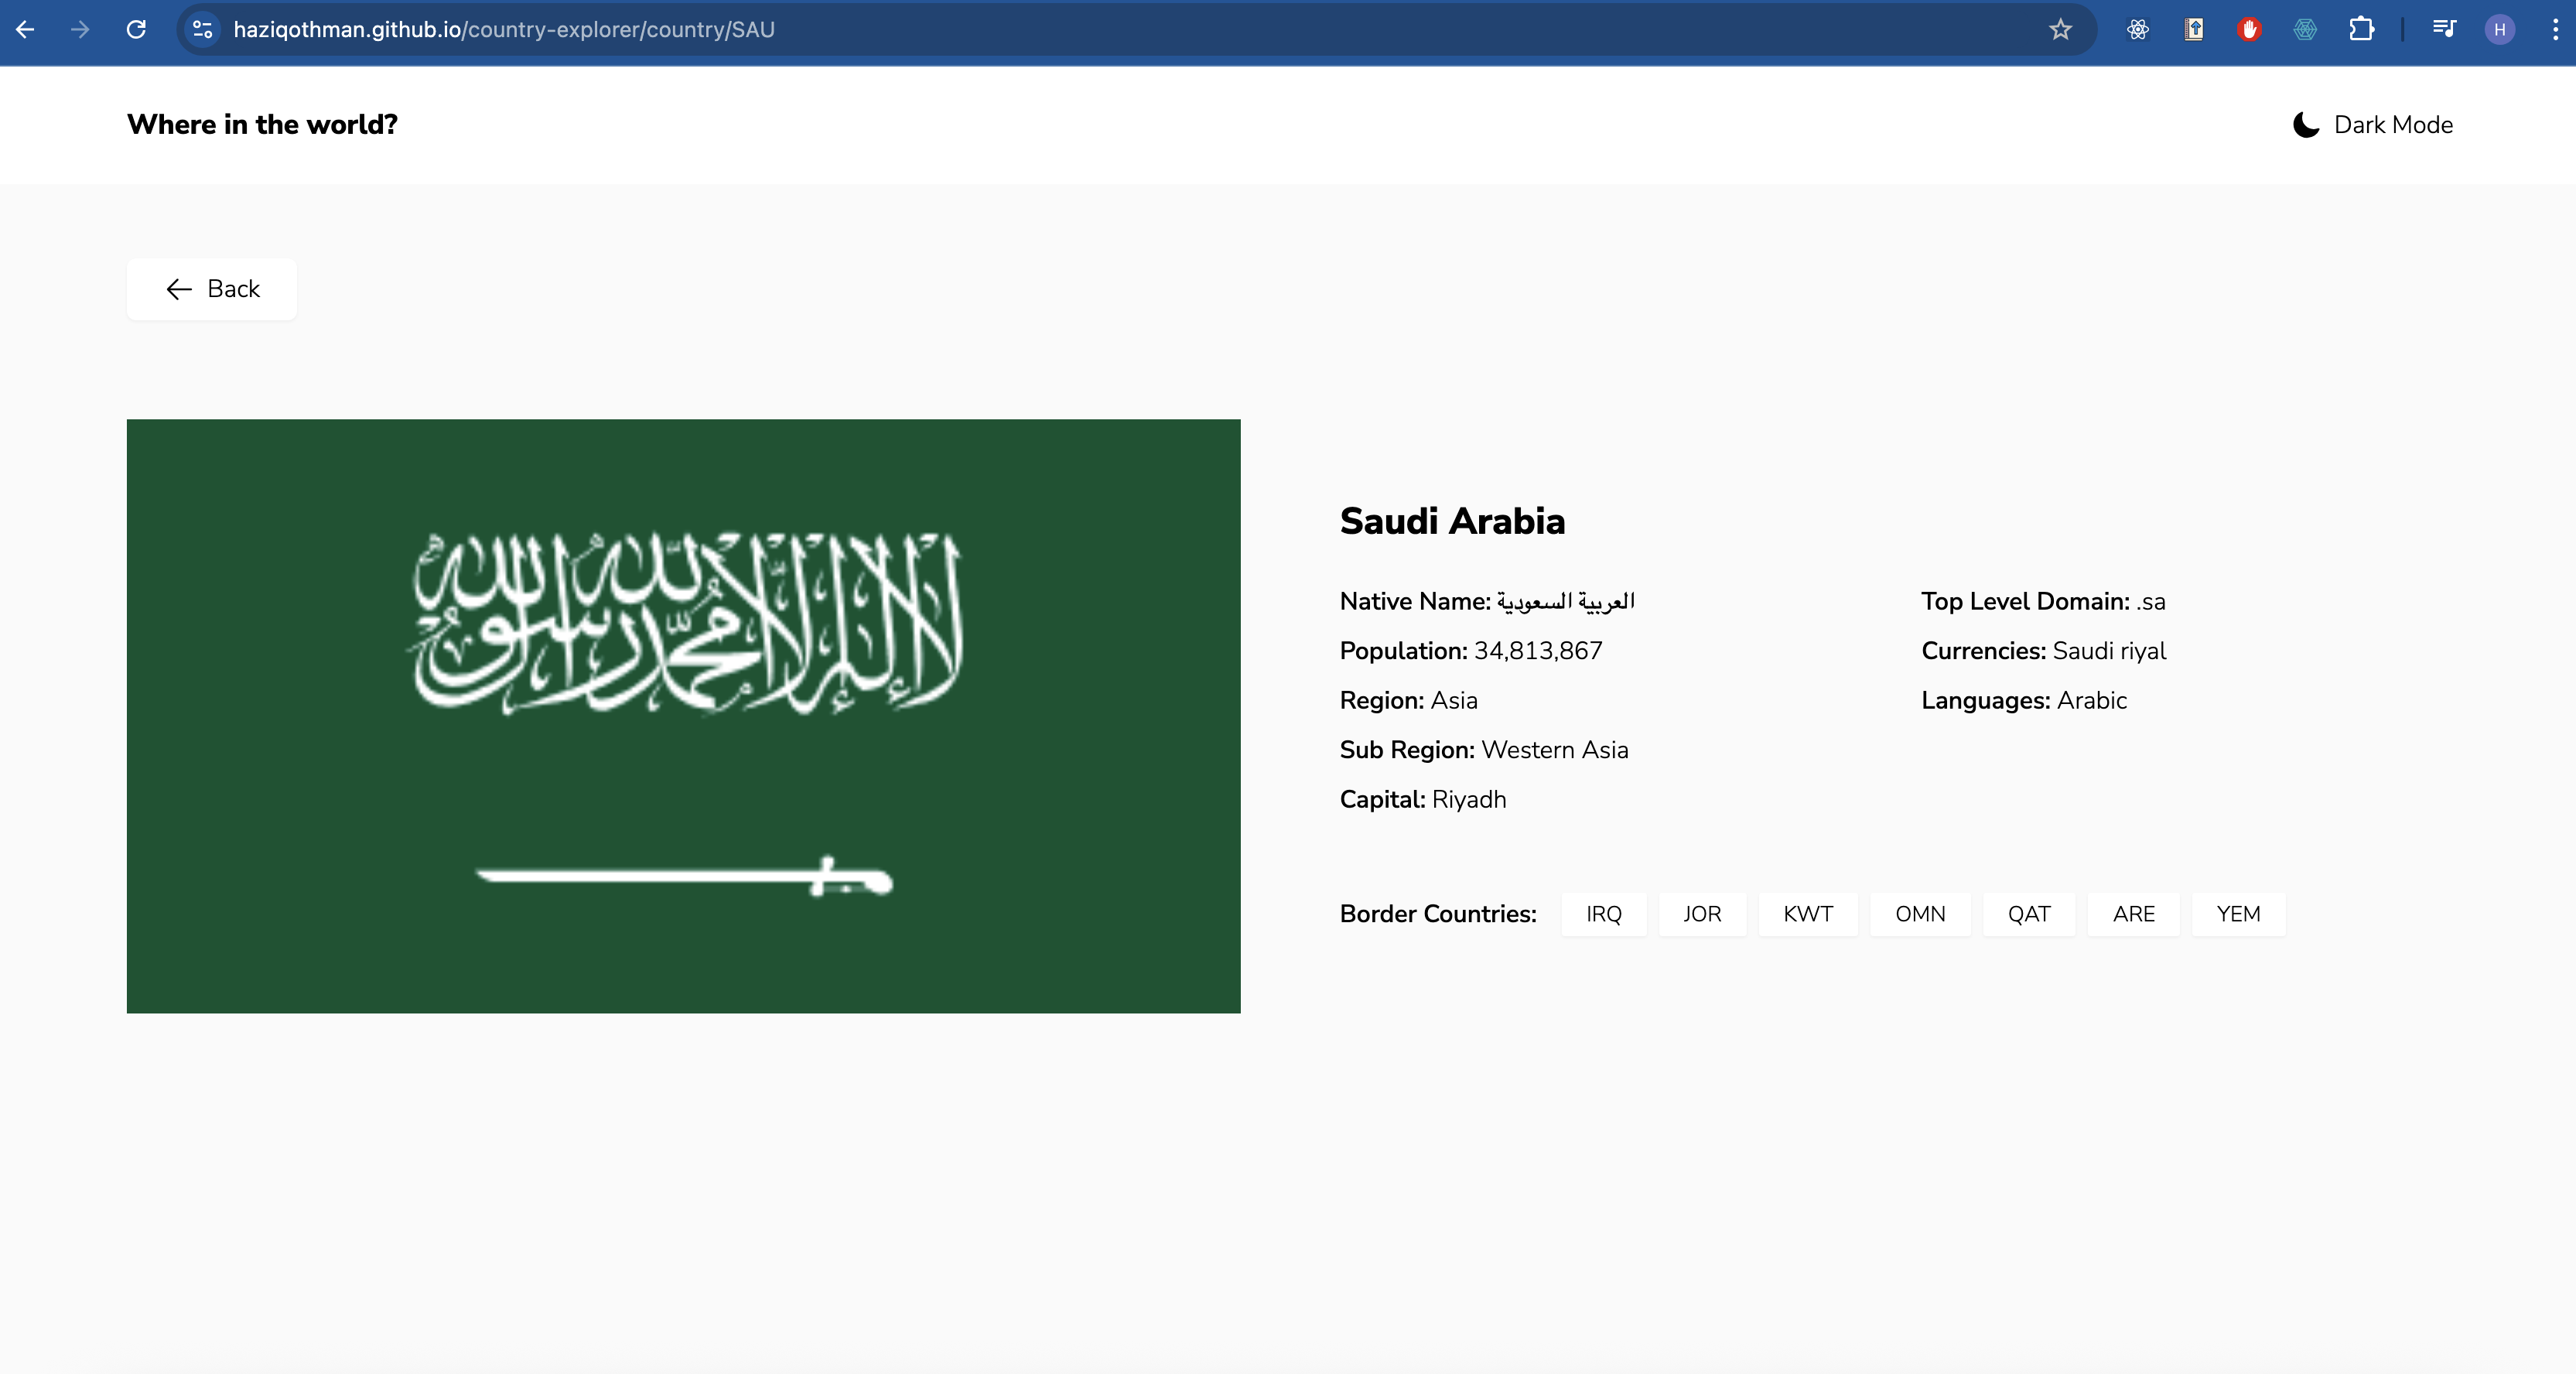 haziqothman.github.io/country-explorer/country/SAU
H
Where in the world?
Dark Mode
Back
لا إله إلا الله محمد رسول الله
Saudi Arabia
Native Name: العربية السعودية
Population: 34,813,867
Region: Asia
Sub Region: Western Asia
Capital: Riyadh
Top Level Domain: .sa
Currencies: Saudi riyal
Languages: Arabic
Border Countries: IRQ JOR KWT OMN QAT ARE YEM